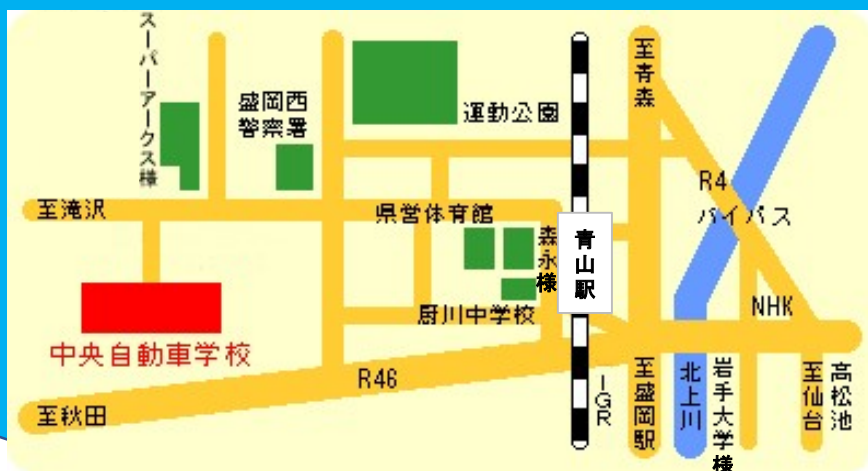 スーパーアークス様
盛岡西
警察署
運動公園
至青森
R4
バイパス
至滝沢
県営体育館
森永様
青山駅
厨川中学校
NHK
中央自動車学校
R46
至秋田
IGR
至盛岡駅
北上川
岩手大学様
至仙台
高松池